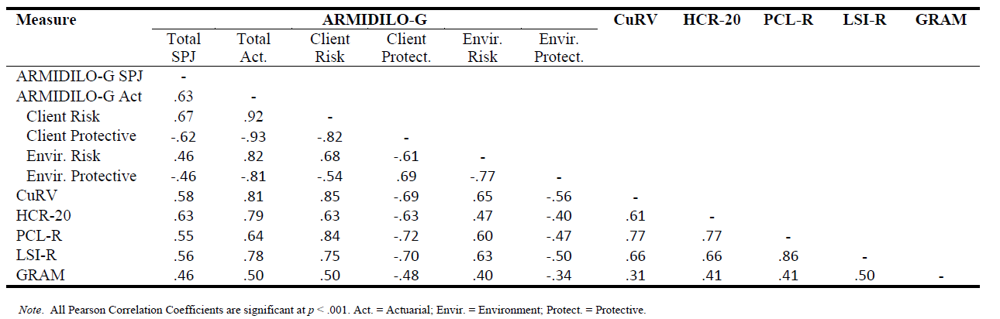 Measure ARMIDILO-G CuRV HCR-20 PCL-R LSI-R GRAM
Total Total Client Client Envir. Envir.
SPJ Act. Risk Protect. Risk Protect.
ARMIDILO-G SPJ -
ARMIDILO-G Act .63 -
Client Risk .67 .92 -
Client Protective -.62 -.93 -.82 -
Envir. Risk .46 .82 .68 -.61 -
Envir. Protective -.46 -.81 -.54 .69 -.77 -
CuRV .58 .81 .85 -.69 .65 -.56 -
HCR-20 .63 .79 .63 -.63 .47 -.40 .61 -
PCL-R .55 .64 .84 -.72 .60 -.47 .77 .77 -
LSI-R .56 .78 .75 -.70 .63 -.50 .66 .66 .86 -
GRAM .46 .50 .50 -.48 .40 -.34 .31 .41 .41 .50 -
Note. All Pearson Correlation Coefficients are significant at p < .001. Act. = Actuarial; Envir. = Environment; Protect. = Protective.